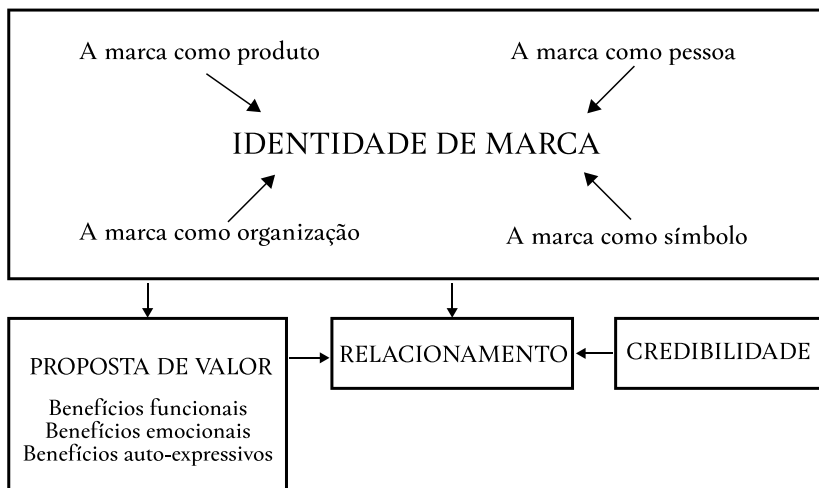 A marca como produto
A marca como pessoa
IDENTIDADE DE MARCA
A marca como organização
A marca como símbolo
PROPOSTA DE VALOR
Benefícios funcionais
Benefícios emocionais
Benefícios auto-expressivos
RELACIONAMENTO
CREDIBILIDADE